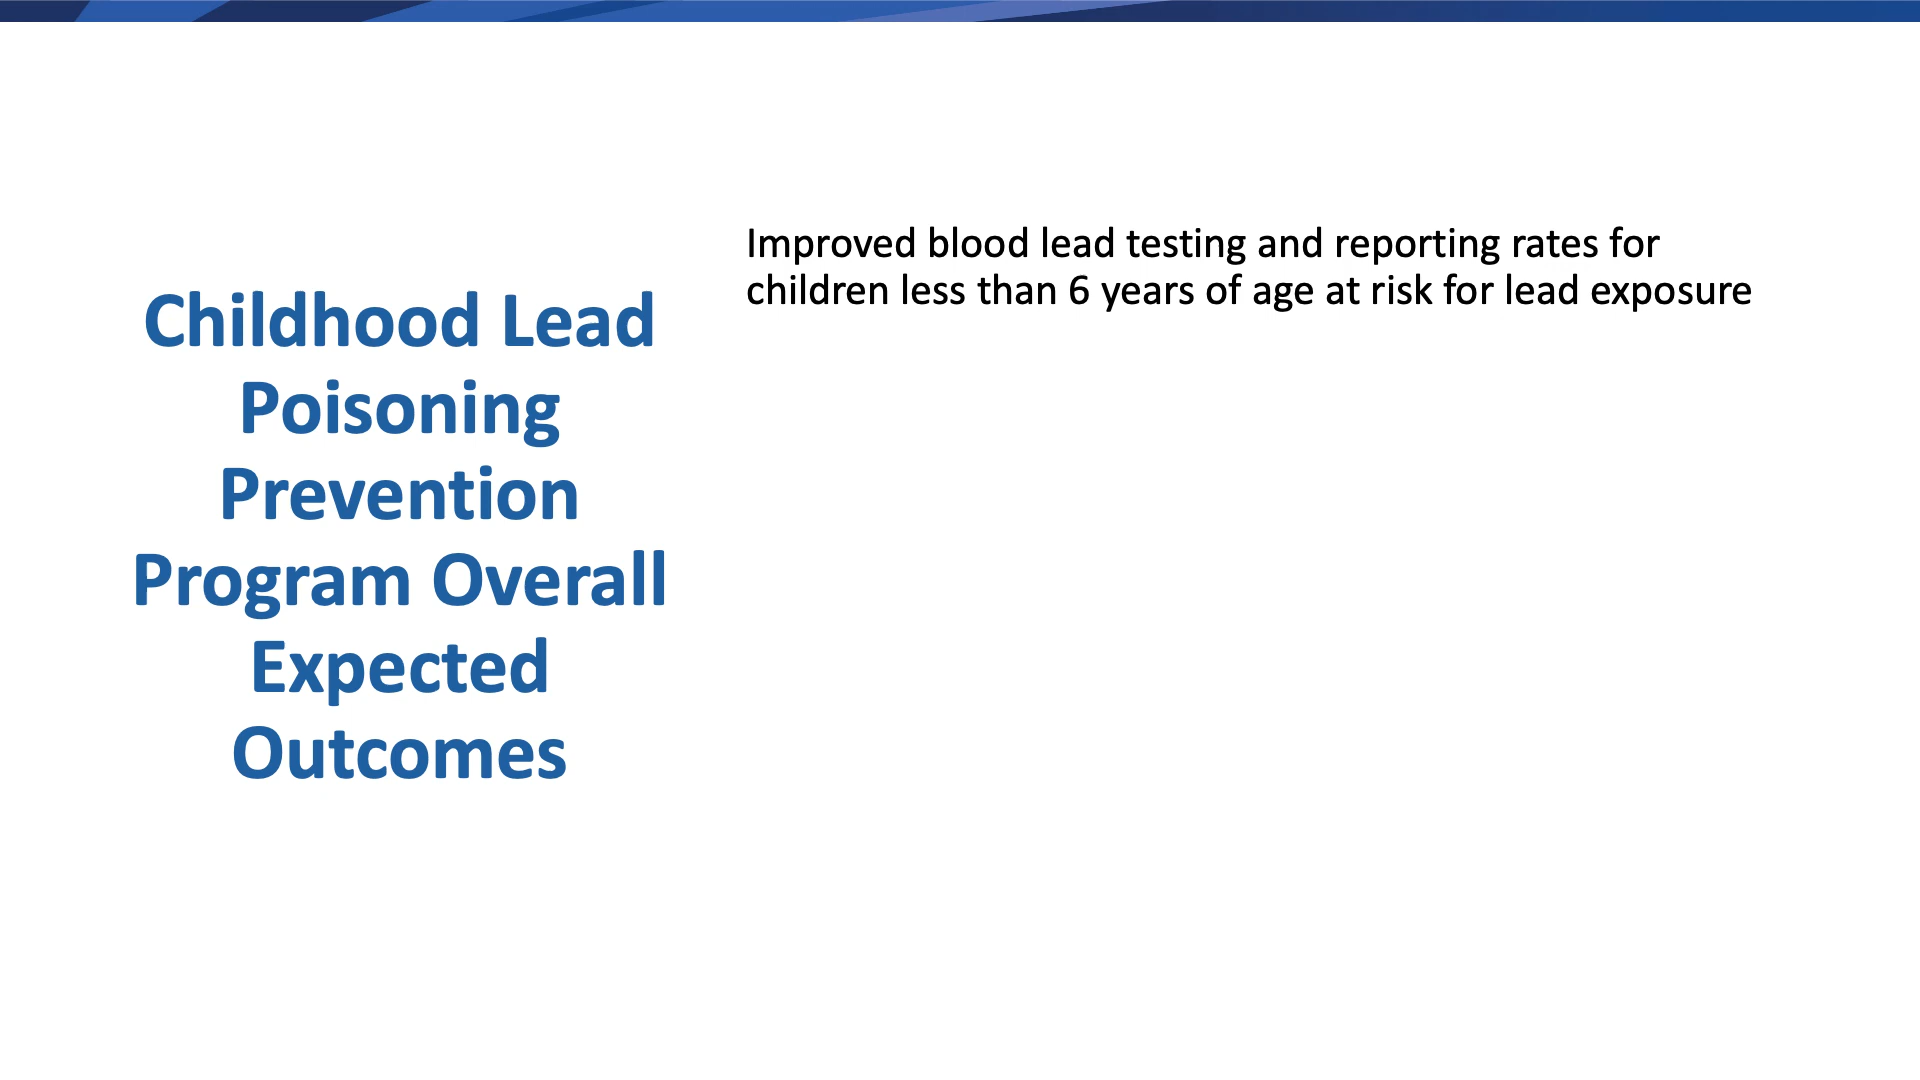 Childhood Lead
Poisoning
Prevention
Program Overall
Expected
Outcomes
Improved blood lead testing and reporting rates for
children less than 6 years of age at risk for lead exposure